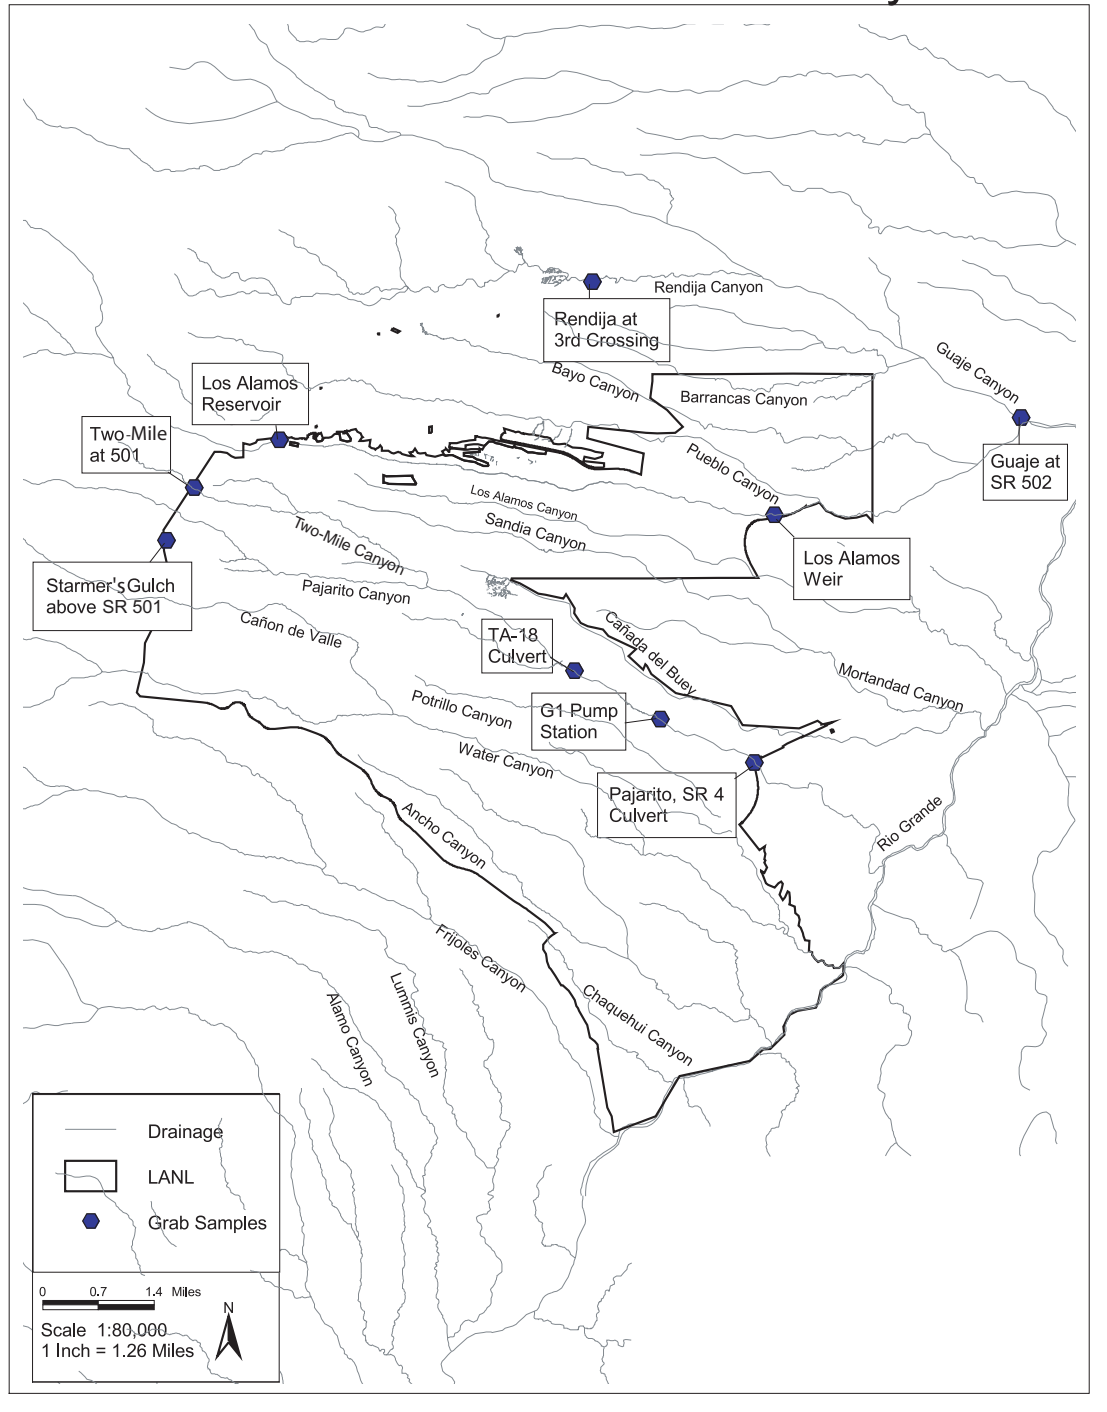 Rendija Canyon
Rendija at
3rd Crossing
Guaje Canyon
Los Alamos
Reservoir
Bayo Canyon
Barrancas Canyon
Two-Mile
at 501
Pueblo Canyon
Guaje at
SR 502
Los Alamos Canyon
Sandia Canyon
Two-Mile Canyon
Los Alamos
Weir
Starmer's Gulch
above SR 501
Pajarito Canyon
Cañon de Valle
TA-18
Culvert
Cañada del Buey
Mortandad Canyon
Potrillo Canyon
G1 Pump
Station
Water Canyon
Pajarito, SR 4
Culvert
Ancho Canyon
Rio Grande
Frijoles Canyon
Lummis Canyon
Alamo Canyon
Chaquehui Canyon
Drainage
LANL
Grab Samples
0 0.7 1.4 Miles
N
Scale 1:80,000
1 Inch = 1.26 Miles